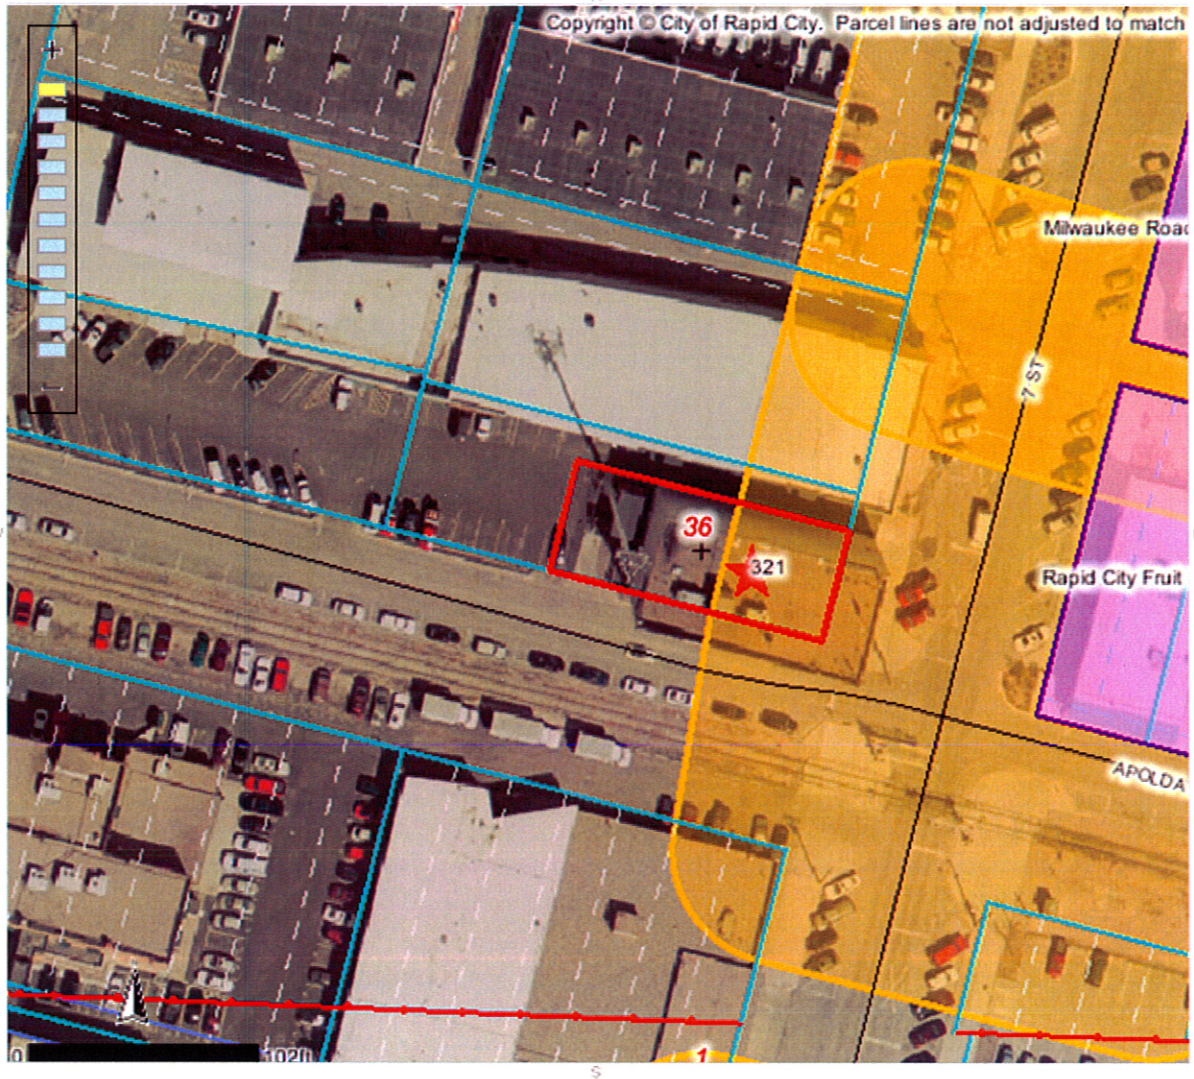 Copyright © City of Rapid City. Parcel lines are not adjusted to match
+
Milwaukee Road
7 ST
36
321
Rapid City Fruit
APOLDA
1
0 102ft
S